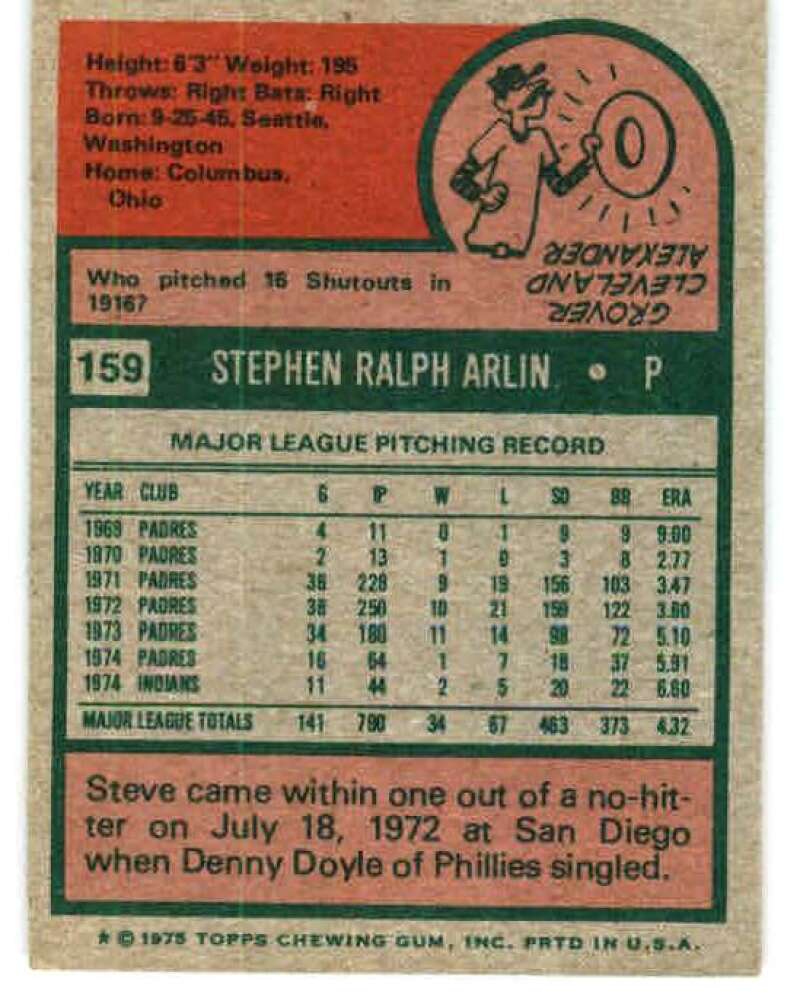 Height: 6'3" Weight: 195
Throws: Right Bats: Right
Born: 9-25-45, Seattle,
Washington
Home: Columbus,
Ohio
0
Who pitched 16 Shutouts in
1916?
GROVER
CLEVELAND
ALEXANDER
159 STEPHEN RALPH ARLIN • P
MAJOR LEAGUE PITCHING RECORD
YEAR CLUB G IP W L SO BB ERA
1969 PADRES 4 11 0 1 9 9 9.00
1970 PADRES 2 13 1 0 3 8 2.77
1971 PADRES 36 228 9 19 156 103 3.47
1972 PADRES 38 250 10 21 159 122 3.60
1973 PADRES 34 180 11 14 98 72 5.10
1974 PADRES 16 64 1 7 18 37 5.91
1974 INDIANS 11 44 2 5 20 22 6.60
MAJOR LEAGUE TOTALS 141 790 34 67 463 373 4.32
Steve came within one out of a no-hit-
ter on July 18, 1972 at San Diego
when Denny Doyle of Phillies singled.
★ © 1975 TOPPS CHEWING GUM, INC. PRTD IN U.S.A.